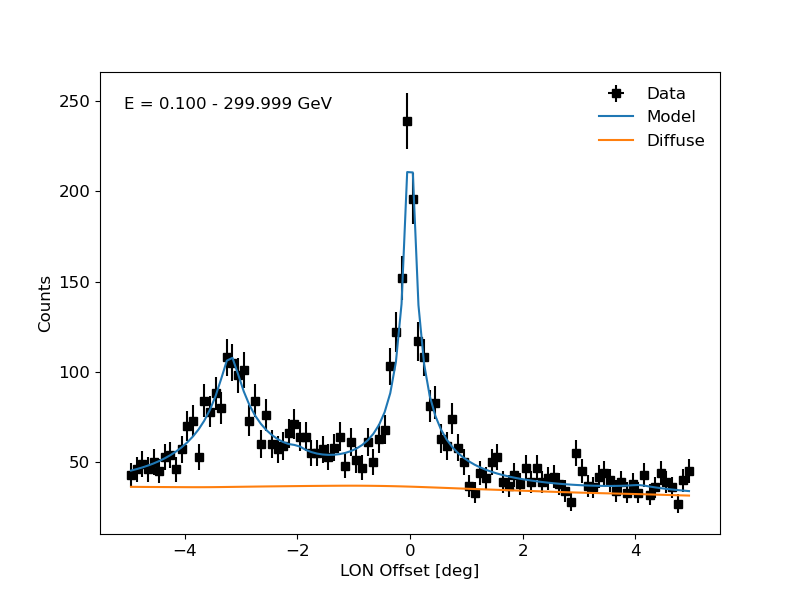 E = 0.100 - 299.999 GeV
Data
Model
Diffuse
250
200
150
100
50
Counts
−4
−2
0
2
4
LON Offset [deg]